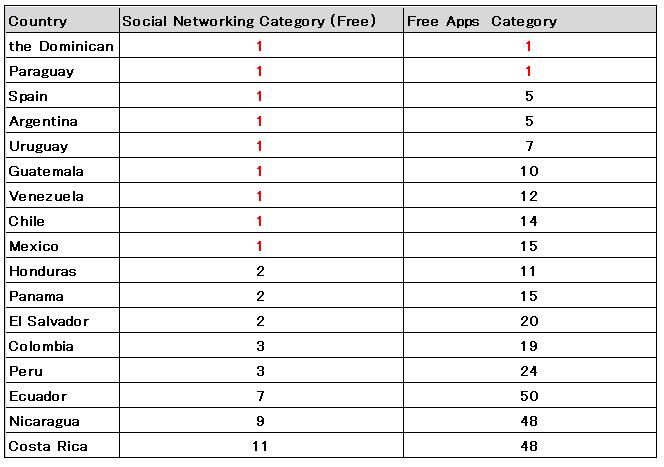 Country Social Networking Category (Free) Free Apps Category
the Dominican 1 1
Paraguay 1 1
Spain 1 5
Argentina 1 5
Uruguay 1 7
Guatemala 1 10
Venezuela 1 12
Chile 1 14
Mexico 1 15
Honduras 2 11
Panama 2 15
El Salvador 2 20
Colombia 3 19
Peru 3 24
Ecuador 7 50
Nicaragua 9 48
Costa Rica 11 48